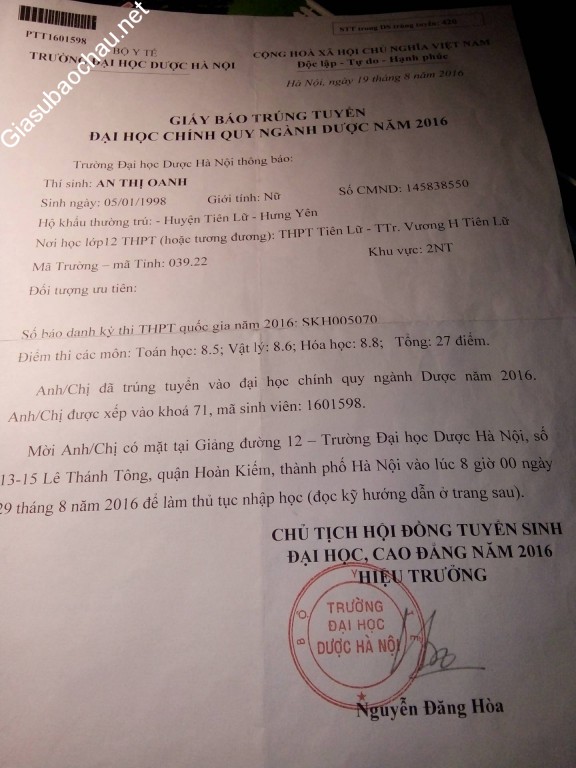 PTT1601598
STT trong DS trúng tuyển: 420
BỘ Y TẾ
TRƯỜNG ĐẠI HỌC DƯỢC HÀ NỘI
CỘNG HOÀ XÃ HỘI CHỦ NGHĨA VIỆT NAM
Độc lập - Tự do - Hạnh phúc
Hà Nội, ngày 19 tháng 8 năm 2016
Giasubaochau.net
GIẤY BÁO TRÚNG TUYỂN
ĐẠI HỌC CHÍNH QUY NGÀNH DƯỢC NĂM 2016
Trường Đại học Dược Hà Nội thông báo:
Thí sinh: AN THỊ OANH
Sinh ngày: 05/01/1998 Giới tính: Nữ Số CMND: 145838550
Hộ khẩu thường trú: - Huyện Tiên Lữ - Hưng Yên
Nơi học lớp12 THPT (hoặc tương đương): THPT Tiên Lữ - TTr. Vương H Tiên Lữ
Mã Trường – mã Tỉnh: 039.22 Khu vực: 2NT
Đối tượng ưu tiên:
Số báo danh kỳ thi THPT quốc gia năm 2016: SKH005070
Điểm thi các môn: Toán học: 8.5; Vật lý: 8.6; Hóa học: 8.8; Tổng: 27 điểm.
Anh/Chị đã trúng tuyển vào đại học chính quy ngành Dược năm 2016.
Anh/Chị được xếp vào khoá 71, mã sinh viên: 1601598.
Mời Anh/Chị có mặt tại Giảng đường 12 – Trường Đại học Dược Hà Nội, số
13-15 Lê Thánh Tông, quận Hoàn Kiếm, thành phố Hà Nội vào lúc 8 giờ 00 ngày
29 tháng 8 năm 2016 để làm thủ tục nhập học (đọc kỹ hướng dẫn ở trang sau).
CHỦ TỊCH HỘI ĐỒNG TUYỂN SINH
ĐẠI HỌC, CAO ĐẲNG NĂM 2016
HIỆU TRƯỞNG
BỘ Y TẾ
TRƯỜNG
ĐẠI HỌC
DƯỢC HÀ NỘI
Nguyễn Đăng Hòa